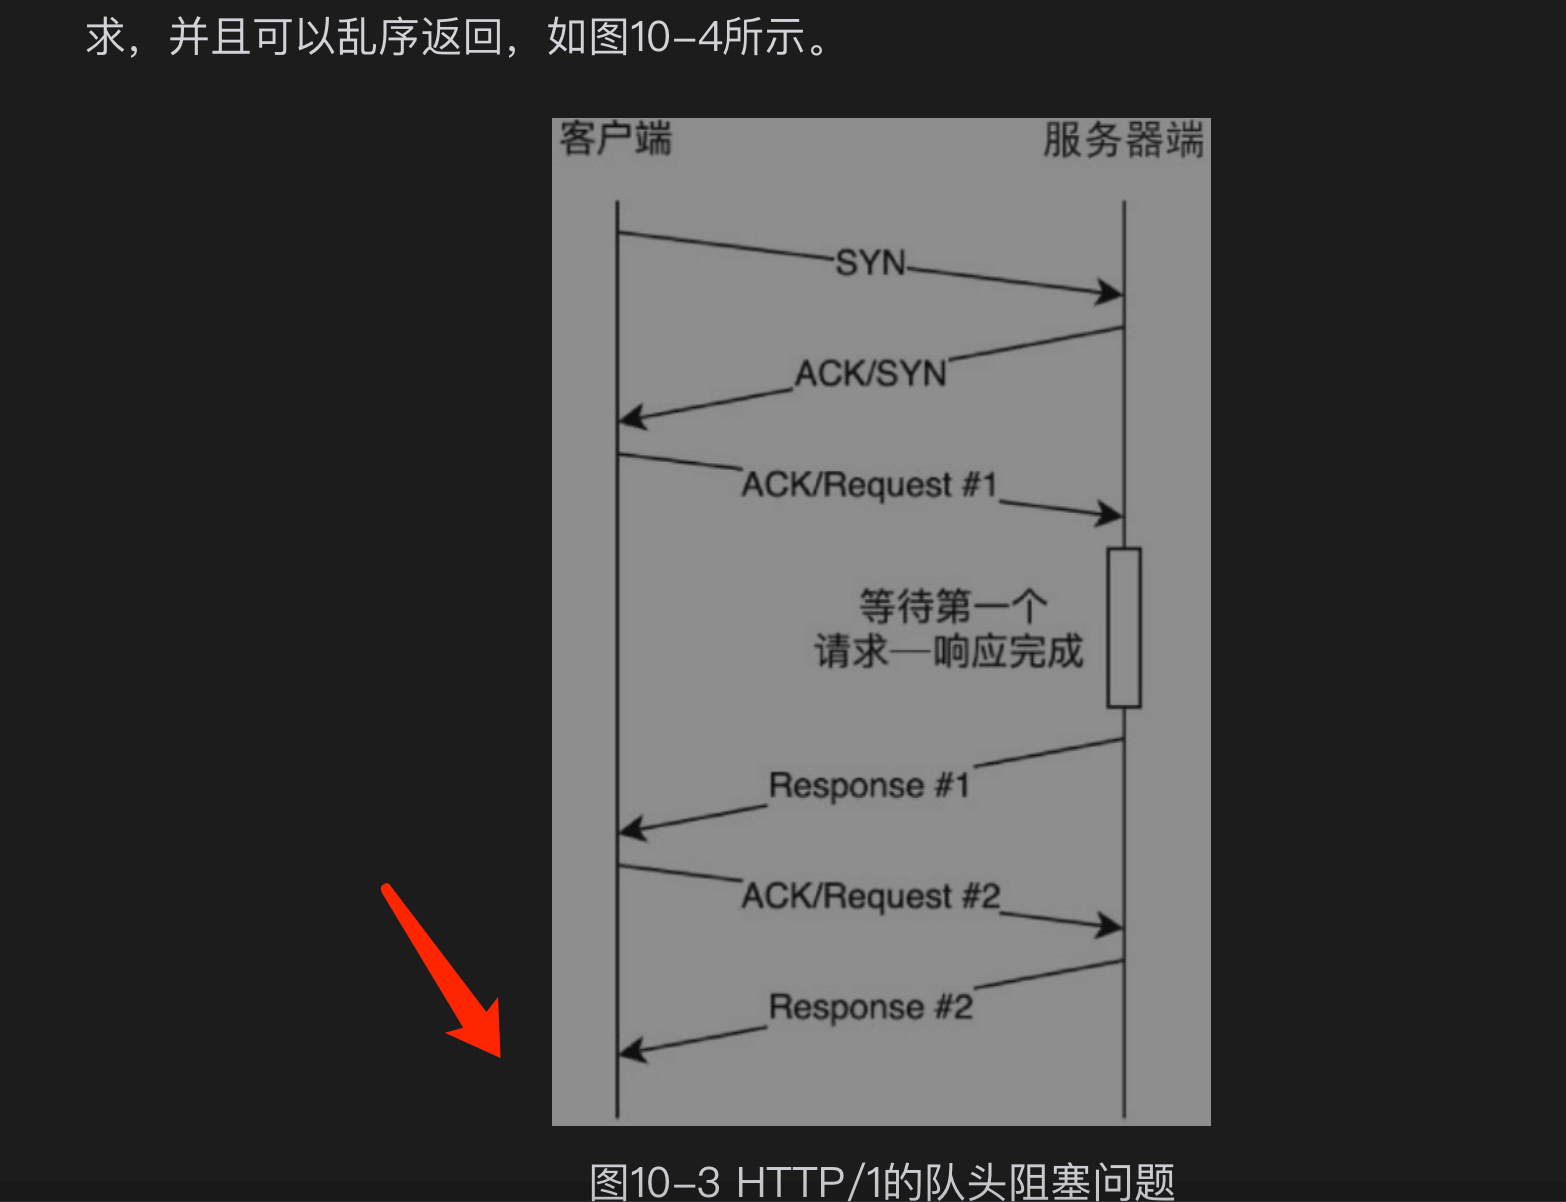 求，并且可以乱序返回，如图10-4所示。
客户端
服务器端
SYN
ACK/SYN
ACK/Request #1
等待第一个
请求—响应完成
Response #1
ACK/Request #2
Response #2
图10-3 HTTP/1的队头阻塞问题